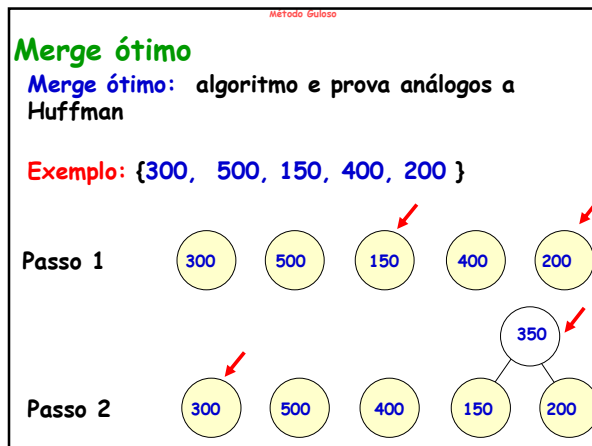 Método Guloso
Merge ótimo
Merge ótimo: algoritmo e prova análogos a
Huffman
Exemplo: {300, 500, 150, 400, 200 }
Passo 1 300 500 150 400 200
350
Passo 2 300 500 400 150 200